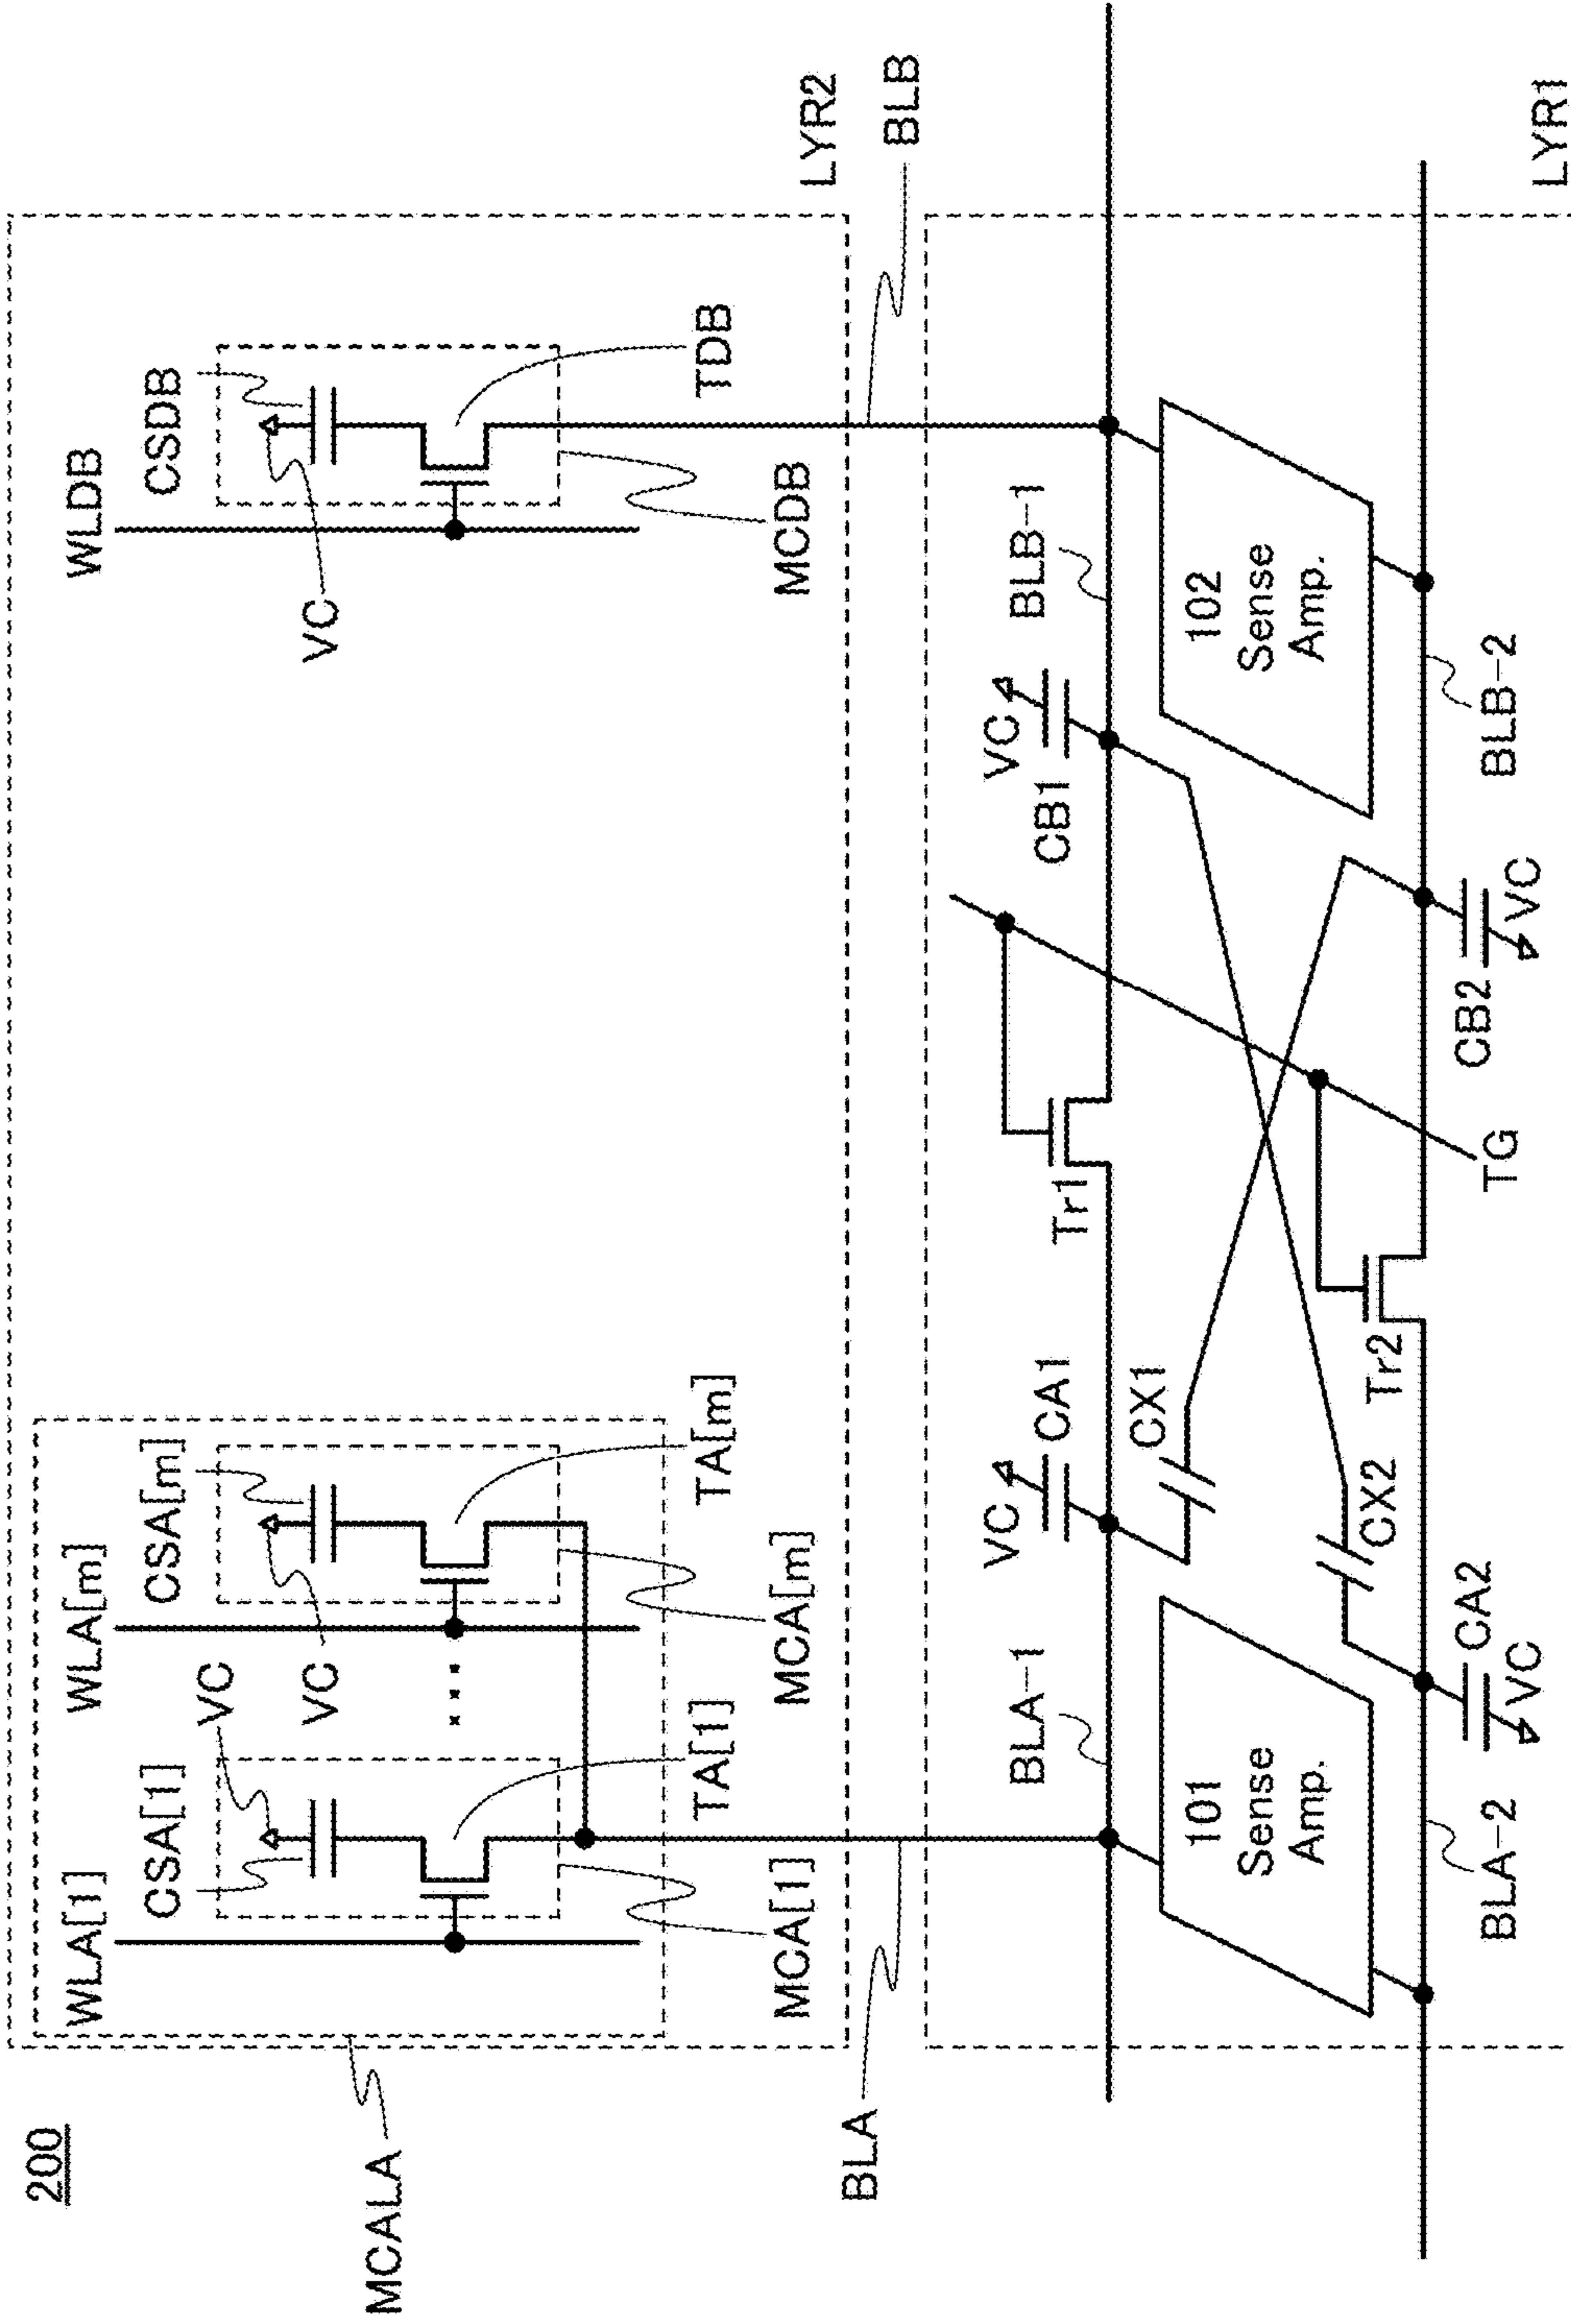 200
MCALA
WLA[1]
WLA[m]
WLDB
CSA[1]
CSA[m]
CSDB
VC
VC
VC
TA[1]
TA[m]
TDB
MCA[1]
MCA[m]
MCDB
LYR2
BLA
BLB
BLA-1
VC
CA1
VC
CB1
BLB-1
Tr1
CX1
101
Sense
Amp.
102
Sense
Amp.
CX2
Tr2
BLA-2
CA2
VC
TG
CB2
VC
BLB-2
LYR1